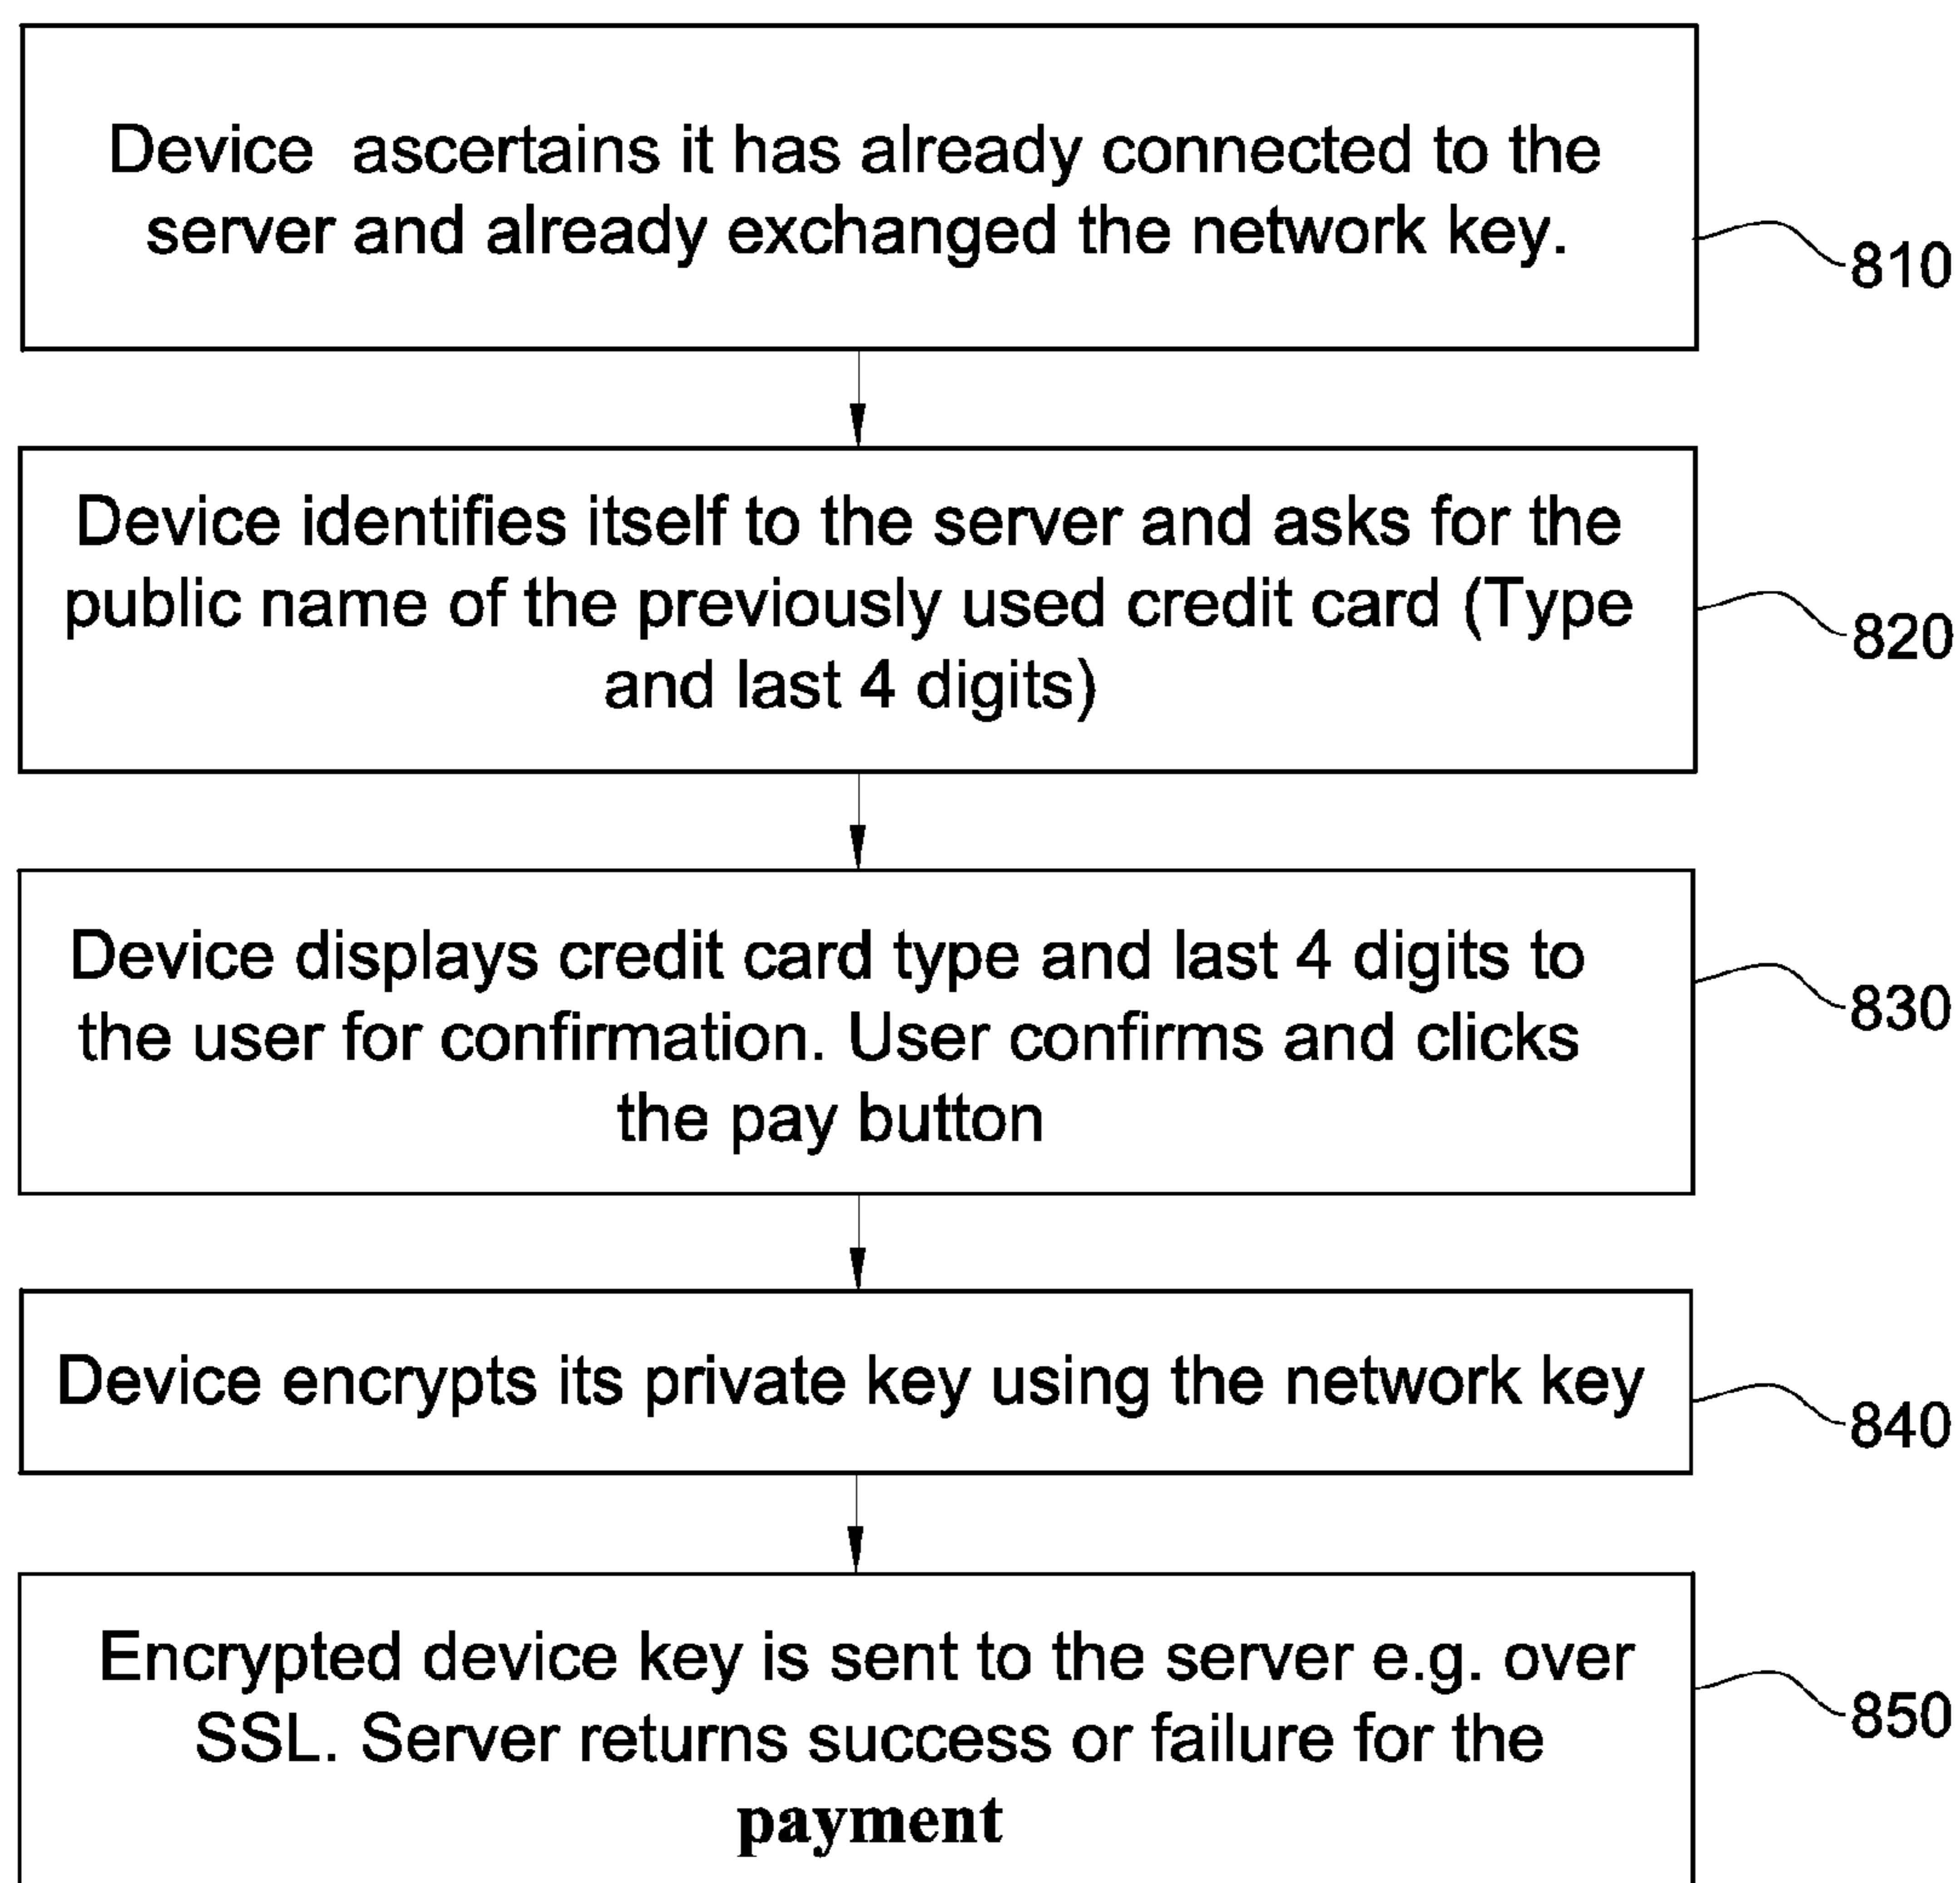 Device ascertains it has already connected to the
server and already exchanged the network key.
810
Device identifies itself to the server and asks for the
public name of the previously used credit card (Type
and last 4 digits)
820
Device displays credit card type and last 4 digits to
the user for confirmation. User confirms and clicks
the pay button
830
Device encrypts its private key using the network key
840
Encrypted device key is sent to the server e.g. over
SSL. Server returns success or failure for the
payment
850